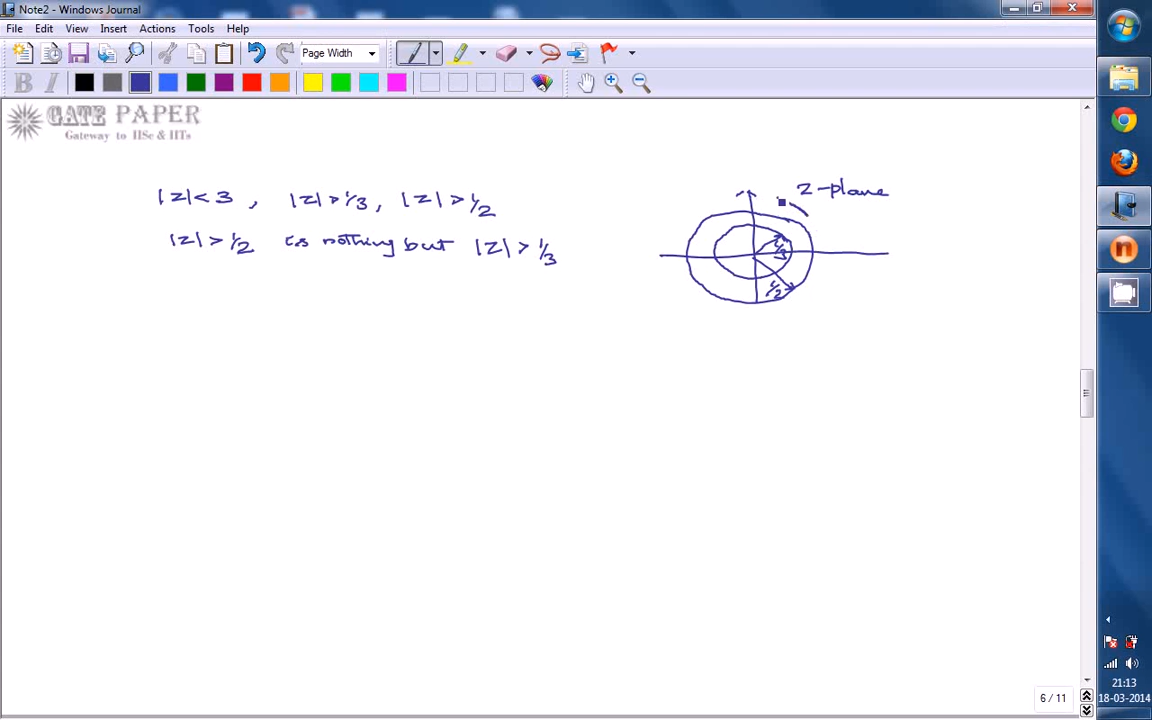 Note2 - Windows Journal
File Edit View Insert Actions Tools Help
Page Width
B I
GATE PAPER
Gateway to IISc & IITs
|z| < 3 , |z| > 1/3 , |z| > 1/2
|z| > 1/2 is nothing but |z| > 1/3
z-plane
1/3
1/2
6 / 11
21:13
18-03-2014